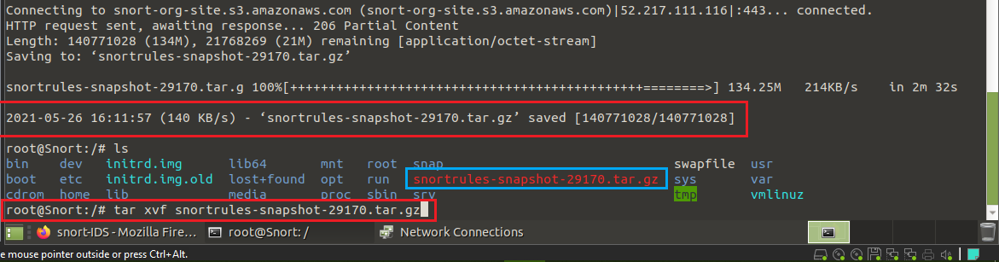 Connecting to snort-org-site.s3.amazonaws.com (snort-org-site.s3.amazonaws.com)|52.217.111.116|:443... connected.
HTTP request sent, awaiting response... 206 Partial Content
Length: 140771028 (134M), 21768269 (21M) remaining [application/octet-stream]
Saving to: ‘snortrules-snapshot-29170.tar.gz’
snortrules-snapshot-29170.tar.g 100%[++++++++++++++++++++++++++++++++++++++++++++++========>] 134.25M 214KB/s in 2m 32s
2021-05-26 16:11:57 (140 KB/s) - ‘snortrules-snapshot-29170.tar.gz’ saved [140771028/140771028]
root@Snort:/# ls
bin dev initrd.img lib64 mnt root snap swapfile usr
boot etc initrd.img.old lost+found opt run snortrules-snapshot-29170.tar.gz sys var
cdrom home lib media proc sbin srv tmp vmlinuz
root@Snort:/# tar xvf snortrules-snapshot-29170.tar.gz
snort-IDS - Mozilla Fire... root@Snort: / Network Connections
e mouse pointer outside or press Ctrl+Alt.